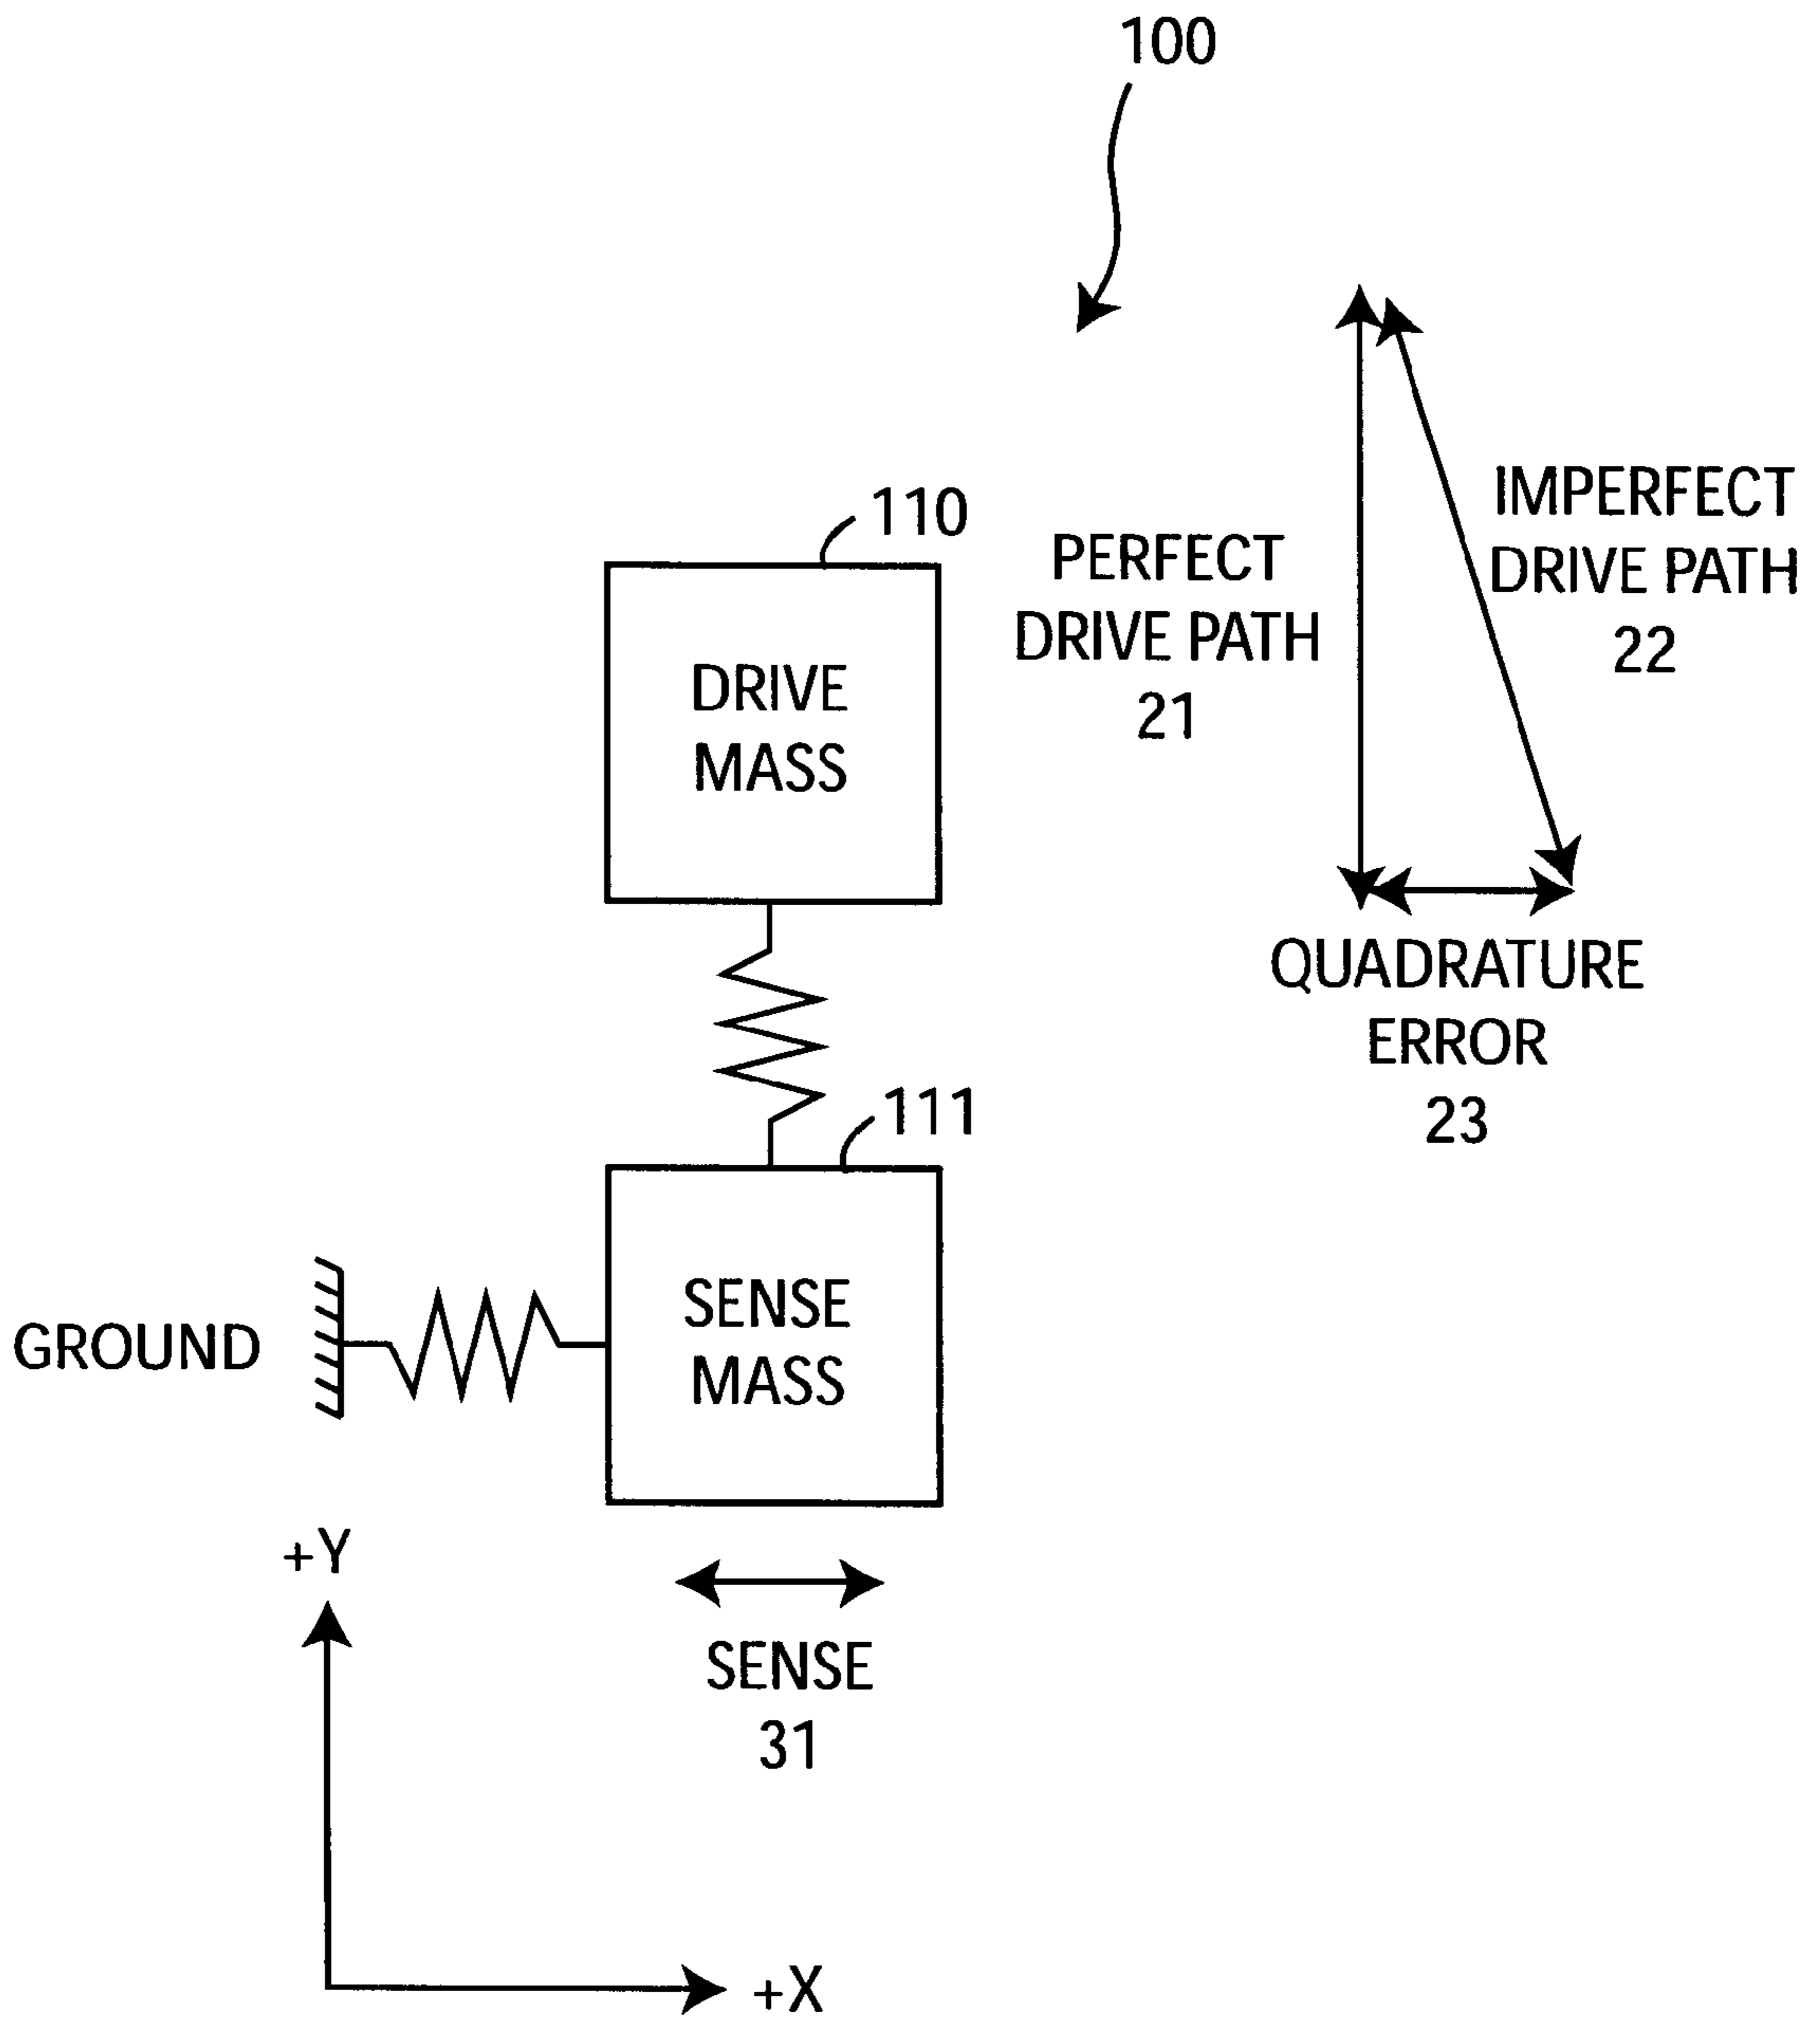 100
110
IMPERFECT
DRIVE PATH
22
PERFECT
DRIVE PATH
21
DRIVE
MASS
QUADRATURE
ERROR
23
111
SENSE
MASS
GROUND
+Y
SENSE
31
+X